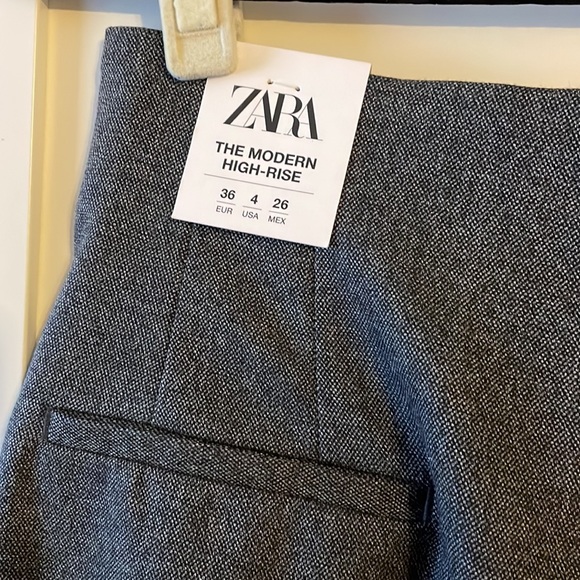 ZARA
THE MODERN
HIGH-RISE
36 4 26
EUR USA MEX